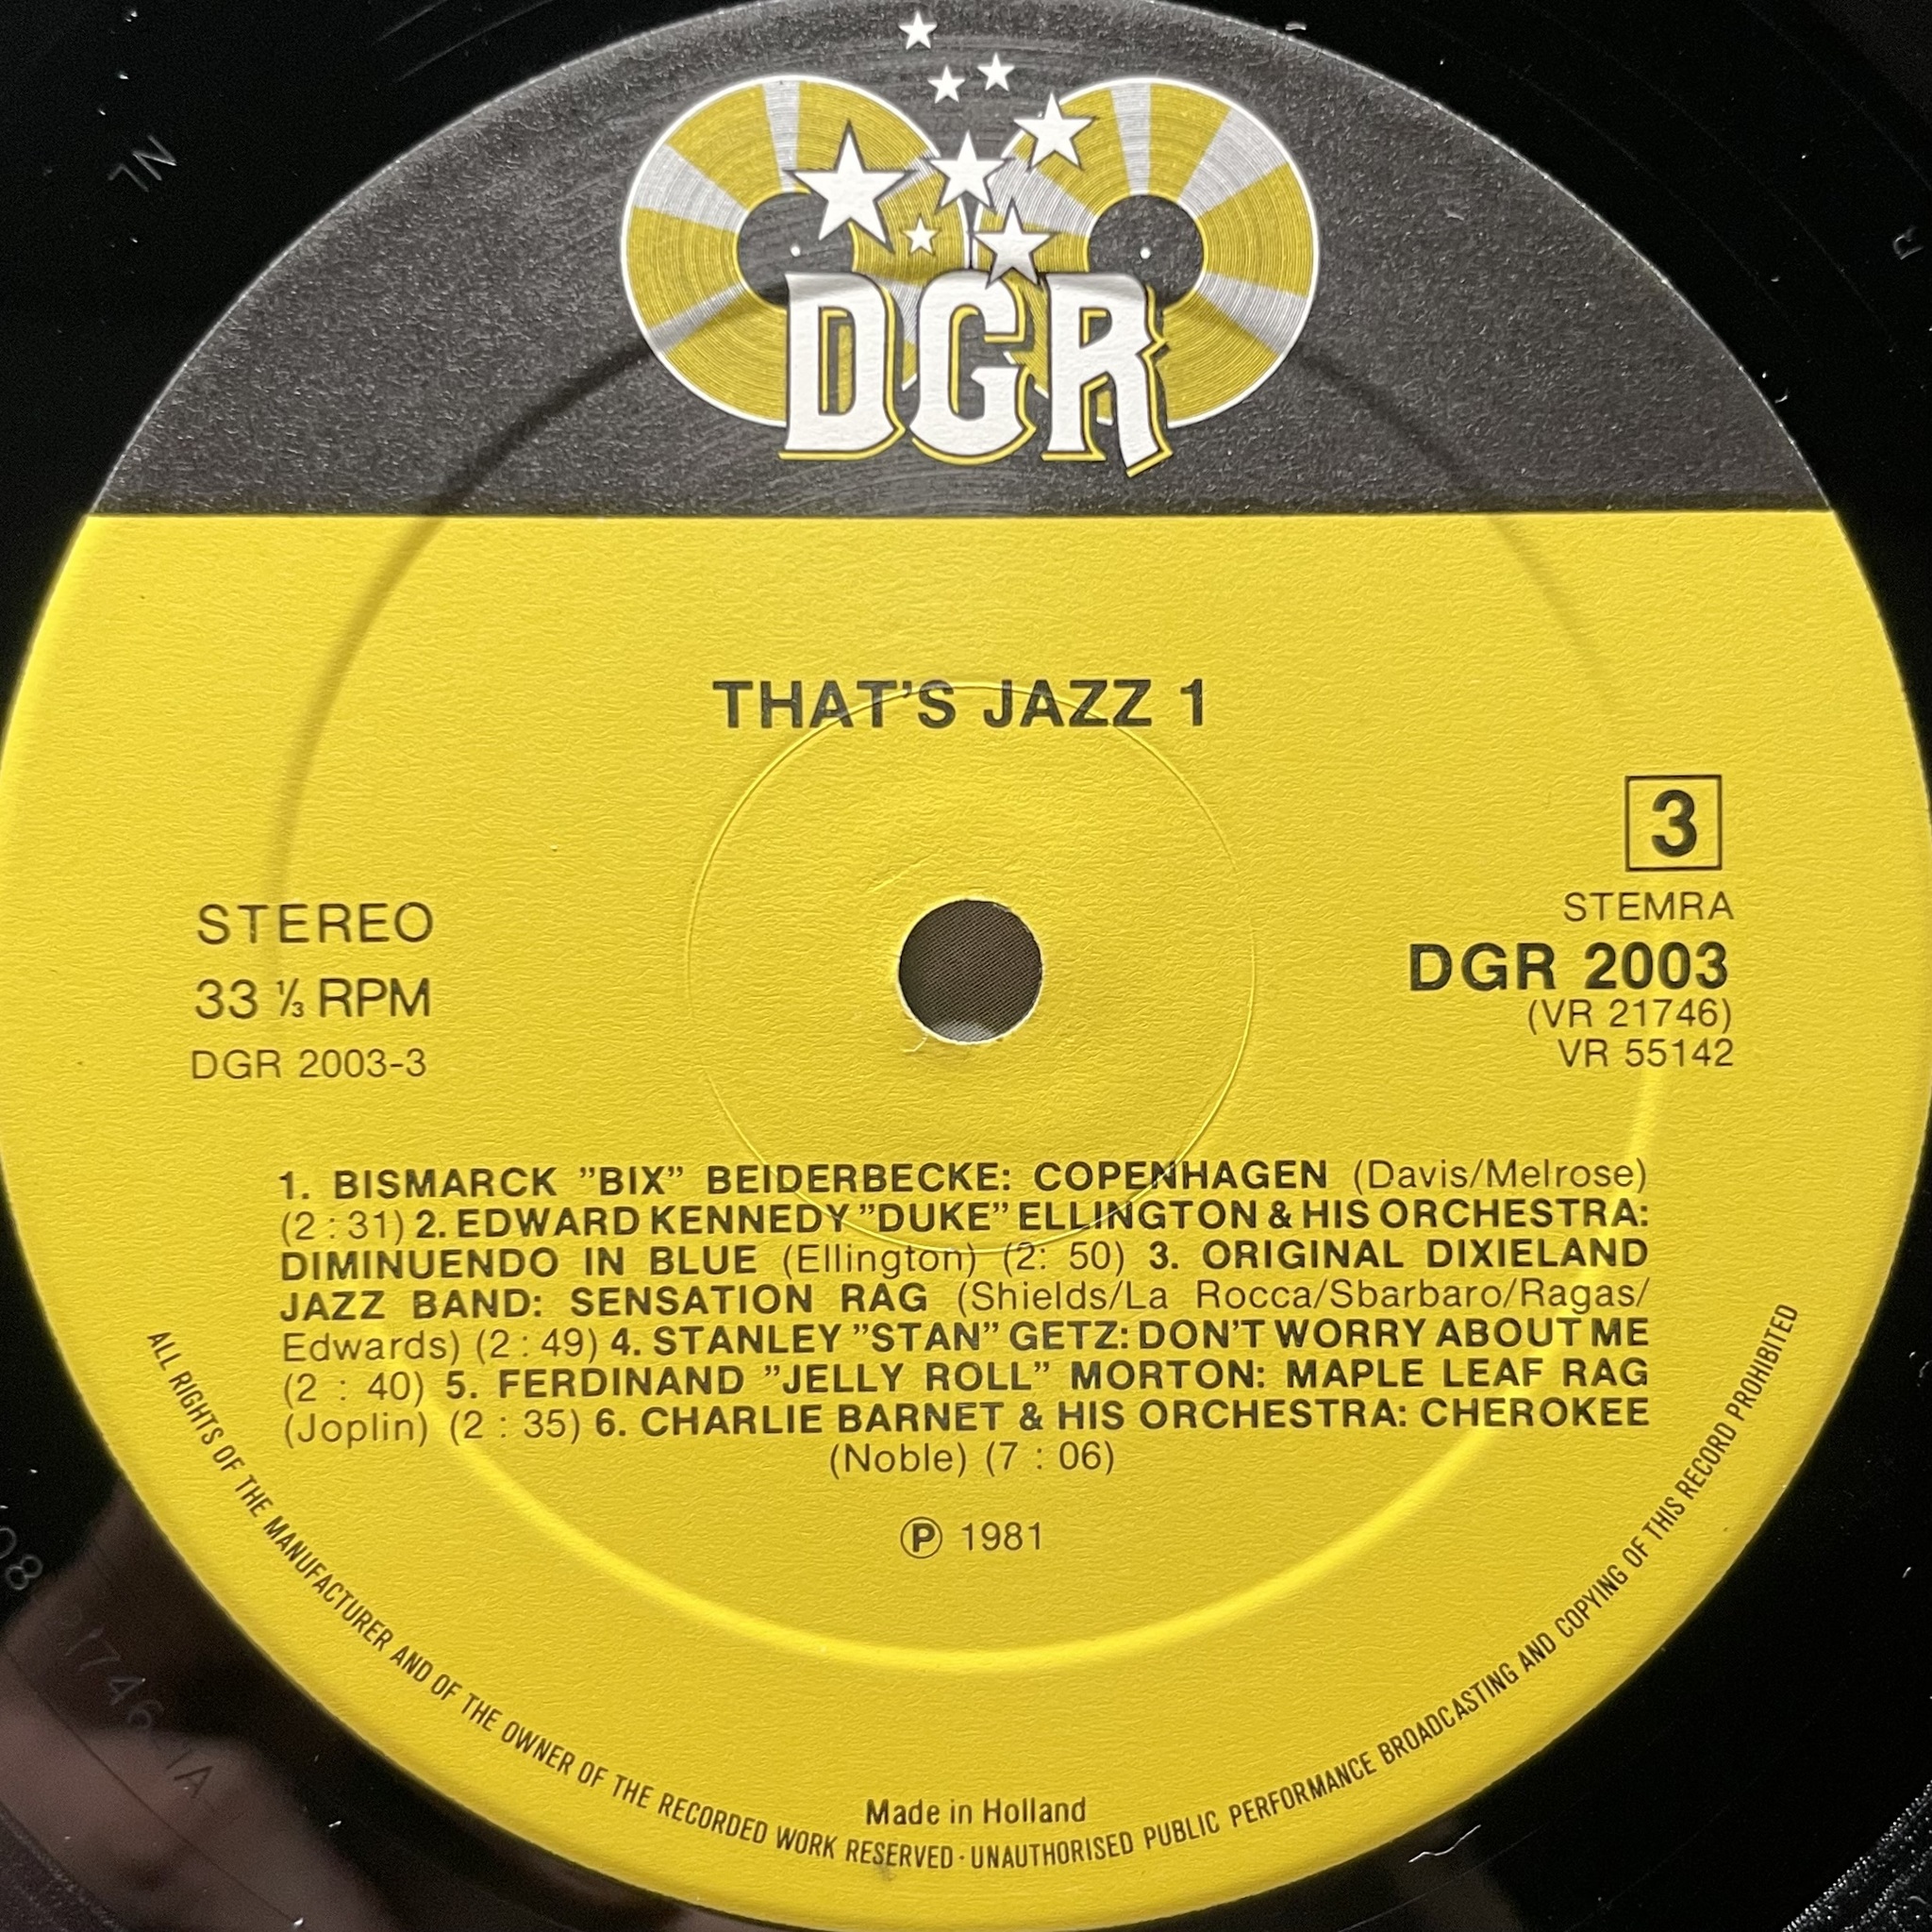 NL
R
DGR
THAT'S JAZZ 1
3
STEMRA
STEREO
DGR 2003
33 ⅓ RPM
(VR 21746)
DGR 2003-3
VR 55142
1. BISMARCK ”BIX” BEIDERBECKE: COPENHAGEN (Davis/Melrose)
(2 : 31) 2. EDWARD KENNEDY ”DUKE” ELLINGTON & HIS ORCHESTRA:
DIMINUENDO IN BLUE (Ellington) (2: 50) 3. ORIGINAL DIXIELAND
JAZZ BAND: SENSATION RAG (Shields/La Rocca/Sbarbaro/Ragas/
Edwards) (2 : 49) 4. STANLEY ”STAN” GETZ: DON'T WORRY ABOUT ME
(2 : 40) 5. FERDINAND ”JELLY ROLL” MORTON: MAPLE LEAF RAG
(Joplin) (2 : 35) 6. CHARLIE BARNET & HIS ORCHESTRA: CHEROKEE
(Noble) (7 : 06)
℗ 1981
Made in Holland
ALL RIGHTS OF THE MANUFACTURER AND OF THE OWNER OF THE RECORDED WORK RESERVED · UNAUTHORISED PUBLIC PERFORMANCE BROADCASTING AND COPYING OF THIS RECORD PROHIBITED